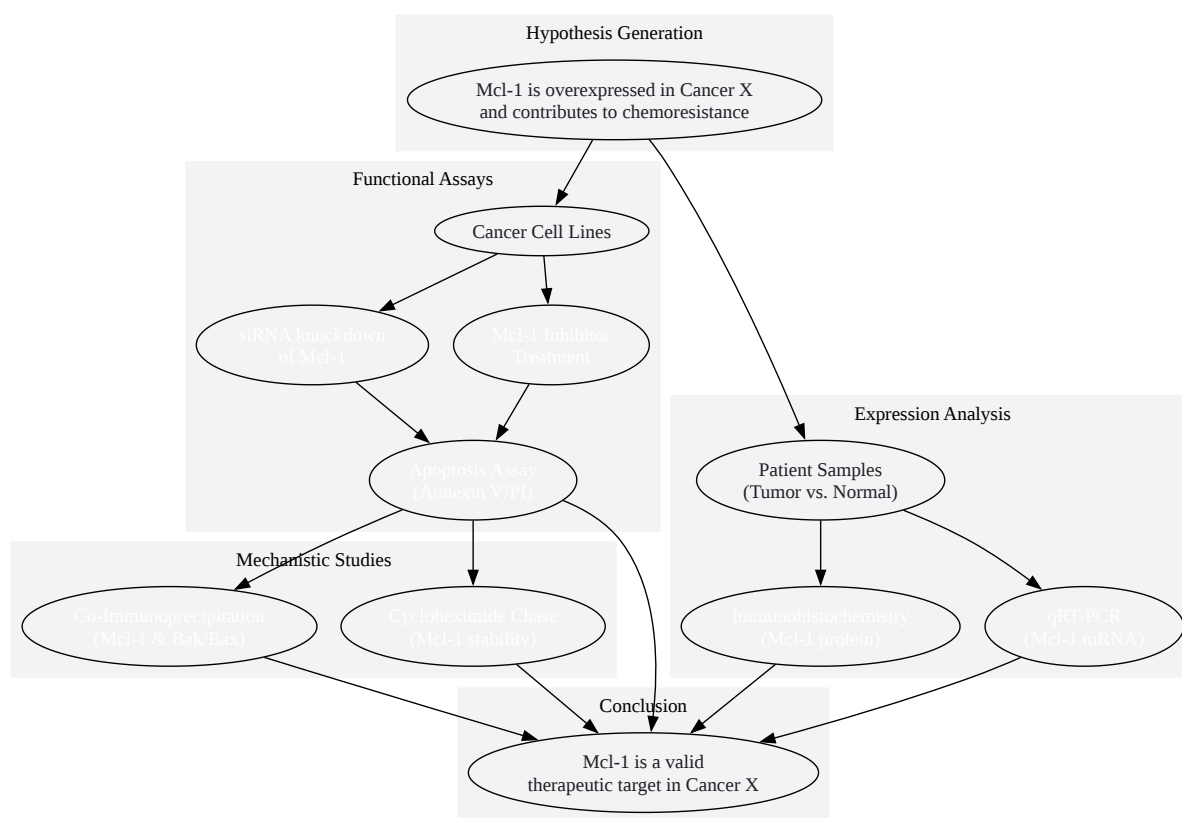 Hypothesis Generation
Mcl-1 is overexpressed in Cancer X
and contributes to chemoresistance
Functional Assays
Cancer Cell Lines
siRNA knockdown
of Mcl-1
Mcl-1 Inhibitor
Treatment
Apoptosis Assay
(Annexin V/PI)
Expression Analysis
Patient Samples
(Tumor vs. Normal)
Mechanistic Studies
Co-Immunoprecipitation
(Mcl-1 & Bak/Bax)
Cycloheximide Chase
(Mcl-1 stability)
Immunohistochemistry
(Mcl-1 protein)
qRT-PCR
(Mcl-1 mRNA)
Conclusion
Mcl-1 is a valid
therapeutic target in Cancer X